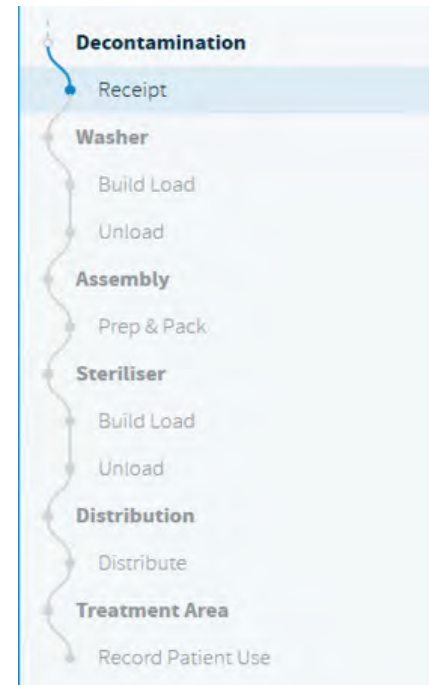 Decontamination
Receipt
Washer
Build Load
Unload
Assembly
Prep & Pack
Steriliser
Build Load
Unload
Distribution
Distribute
Treatment Area
Record Patient Use